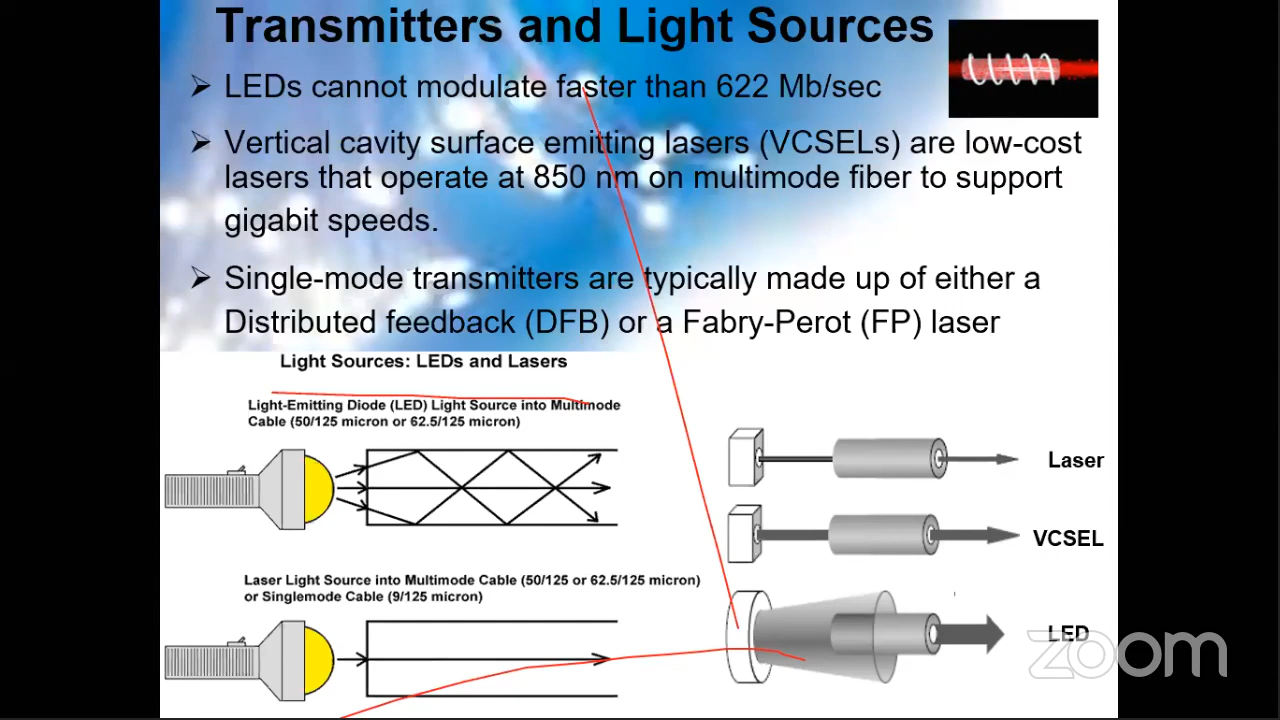 Transmitters and Light Sources
LEDs cannot modulate faster than 622 Mb/sec
Vertical cavity surface emitting lasers (VCSELs) are low-cost
lasers that operate at 850 nm on multimode fiber to support
gigabit speeds.
Single-mode transmitters are typically made up of either a
Distributed feedback (DFB) or a Fabry-Perot (FP) laser
Light Sources: LEDs and Lasers
Light-Emitting Diode (LED) Light Source into Multimode
Cable (50/125 micron or 62.5/125 micron)
Laser Light Source into Multimode Cable (50/125 or 62.5/125 micron)
or Singlemode Cable (9/125 micron)
Laser
VCSEL
LED
zoom